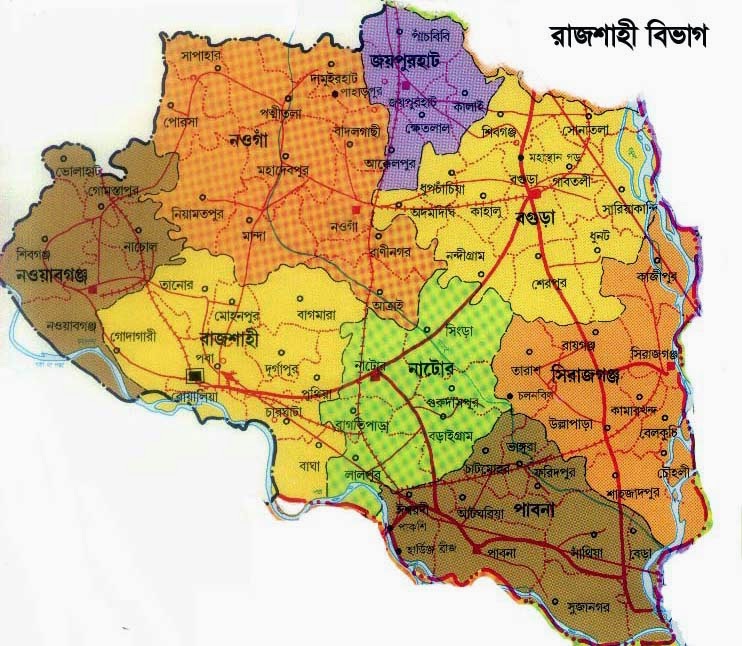 রাজশাহী বিভাগ
পাঁচবিবি
সাপাহার
জয়পুরহাট
দামুইরহাট
পাহাড়পুর
জয়পুরহাট
কালাই
পোরসা
পত্নীতলা
ক্ষেতলাল
শিবগঞ্জ
সোনাতলা
নওগাঁ
বাদলগাছী
আক্কেলপুর
ভোলাহাট
মহাদেবপুর
মহাস্থান গড়
গোমস্তাপুর
বগুড়া
গাবতলী
ধুপচাঁচিয়া
নিয়ামতপুর
আদমদিঘি
কাহালু
বগুড়া
সারিয়াকান্দি
মান্দা
নওগাঁ
নাচোল
রাণীনগর
ধুনট
শিবগঞ্জ
নন্দীগ্রাম
শেরপুর
কাজীপুর
নওয়াবগঞ্জ
তানোর
মোহনপুর
বাগমারা
আত্রাই
নওয়াবগঞ্জ
গোদাগারী
রাজশাহী
সিংড়া
রায়গঞ্জ
পবা
দুর্গাপুর
নাটোর
নাটোর
তারাশ
সিরাজগঞ্জ
সিরাজগঞ্জ
বোয়ালিয়া
পুথিয়া
গুরুদাসপুর
চলনবিল
কামারখন্দ
চারঘাট
বাগাতিপাড়া
বড়াইগ্রাম
উল্লাপাড়া
বেলকুচি
বাঘা
লালপুর
চাটমোহর
ভাঙ্গুরা
ফরিদপুর
চৌহালী
শাহজাদপুর
ঈশ্বরদী
আটঘরিয়া
পাবনা
পাকশি
হার্ডিঞ্জ ব্রীজ
পাবনা
সাথিয়া
বেড়া
সুজানগর